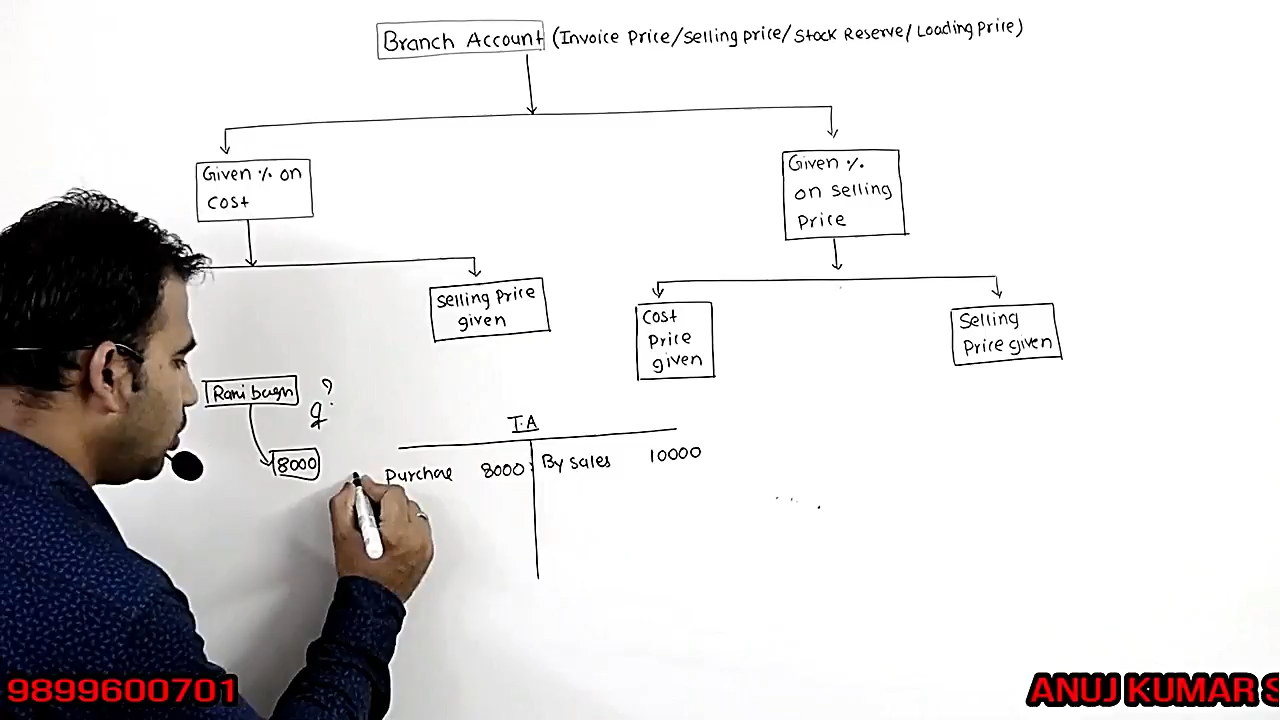 Branch Account (Invoice Price/Selling price/Stock Reserve/Loading Price)
Given % on
cost
Given %
on selling
Price
Selling Price
given
Cost
Price
given
Selling
Price given
Rani bagh
?
8000
T.A
Purchase 8000 By Sales 10000
9899600701
ANUJ KUMAR S